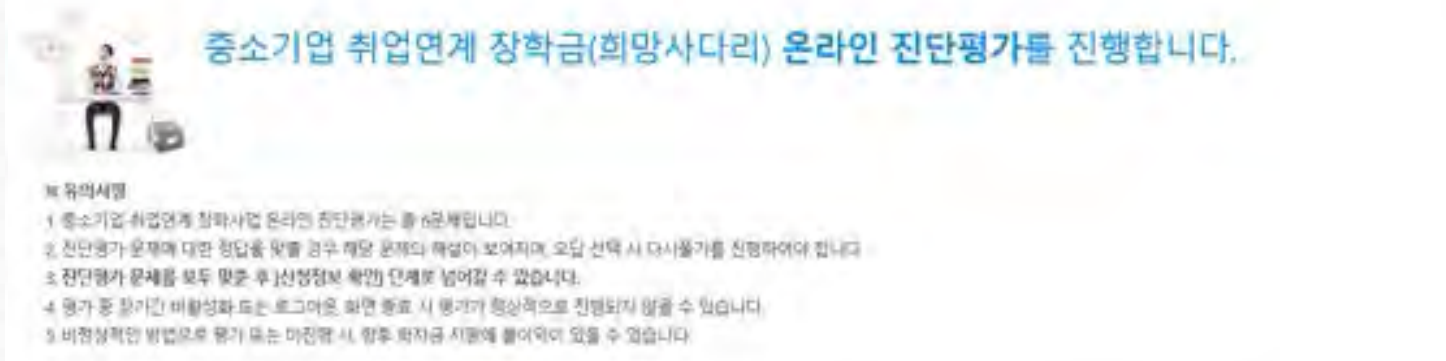 중소기업 취업연계 장학금(희망사다리) 온라인 진단평가를 진행합니다.
※ 유의사항
1. 중소기업 취업연계 장학사업 온라인 진단평가는 총 6문제입니다.
2. 진단평가 문제에 대한 정답을 맞출 경우 해당 문제의 해설이 보여지며, 오답 선택 시 다시풀기를 진행하여야 합니다.
3. 진단평가 문제를 모두 맞춘 후 [신청정보 확인] 단계로 넘어갈 수 있습니다.
4. 평가 중 장기간 비활성화 또는 로그아웃, 화면 종료 시 평가가 정상적으로 진행되지 않을 수 있습니다.
5. 비정상적인 방법으로 평가 또는 미진행 시, 향후 학자금 지원에 불이익이 있을 수 있습니다.